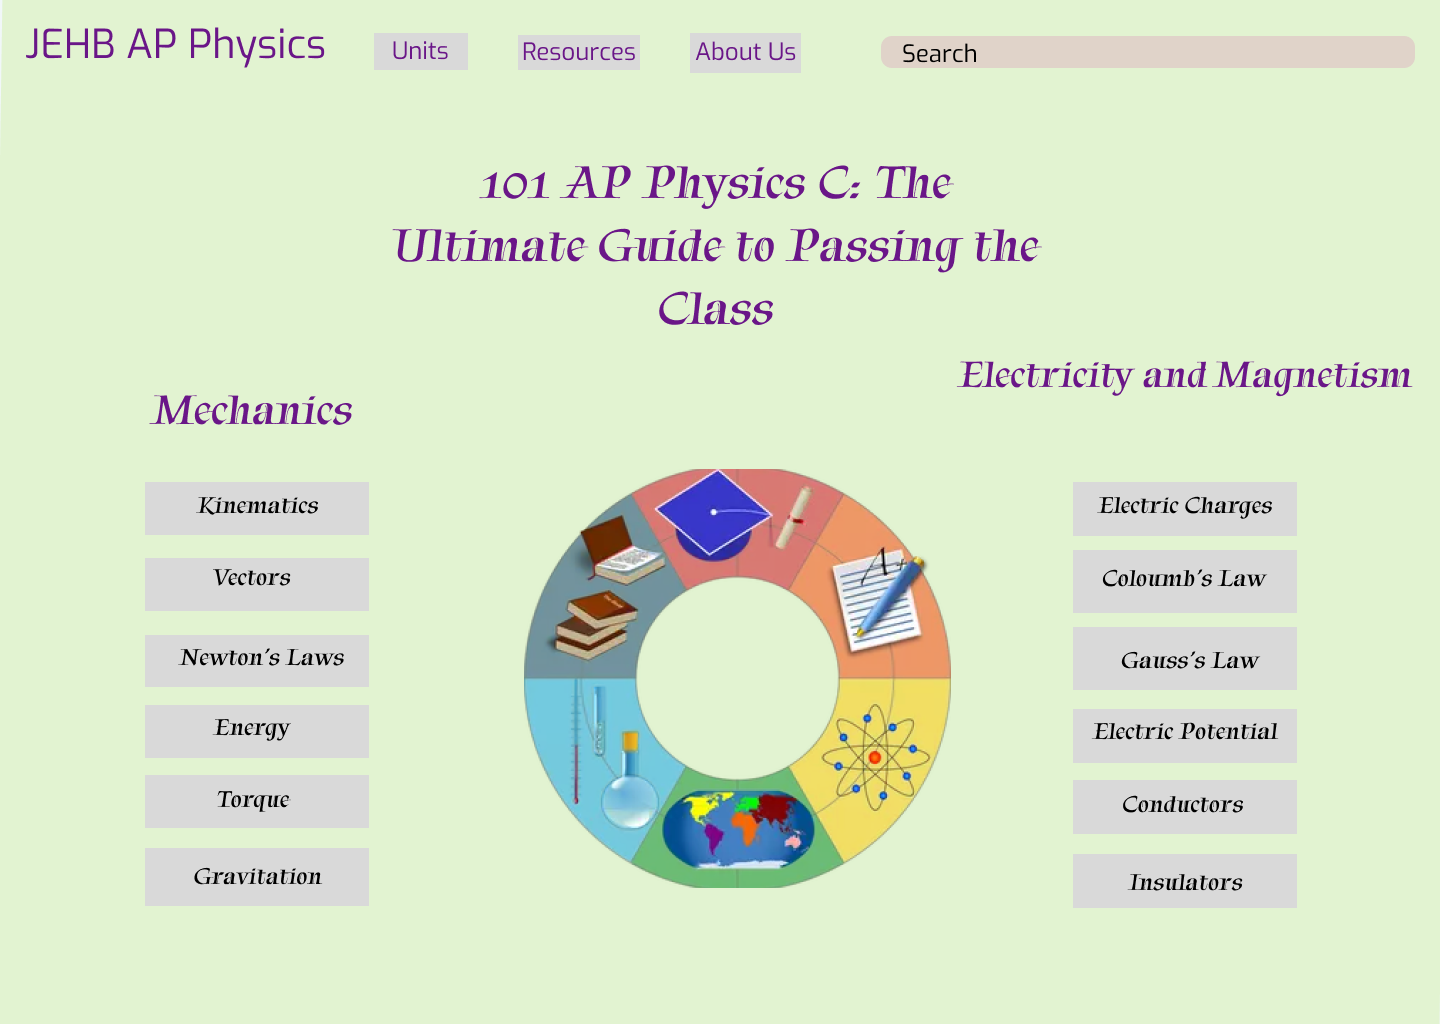 JEHB AP Physics
Units
Resources
About Us
Search
101 AP Physics C: The
Ultimate Guide to Passing the
Class
Electricity and Magnetism
Mechanics
Kinematics
Vectors
Newton's Laws
Energy
Torque
Gravitation
A+
Electric Charges
Coloumb's Law
Gauss's Law
Electric Potential
Conductors
Insulators